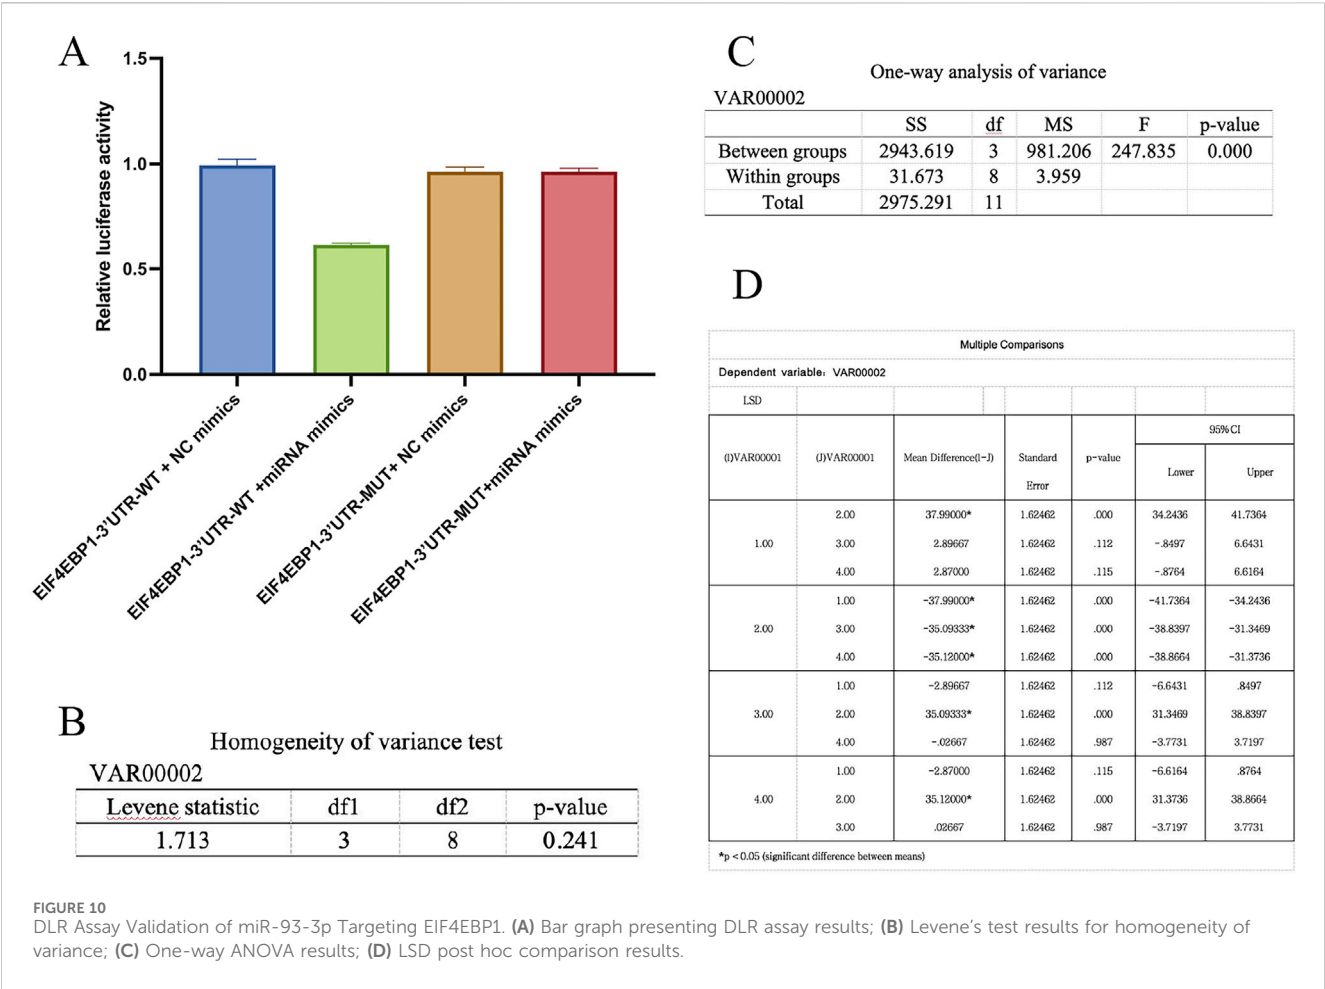 A
1.5
1.0
0.5
0.0
Relative luciferase activity
EIF4EBP1-3'UTR-WT + NC mimics
EIF4EBP1-3'UTR-WT +miRNA mimics
EIF4EBP1-3'UTR-MUT+ NC mimics
EIF4EBP1-3'UTR-MUT+miRNA mimics
B
Homogeneity of variance test
VAR00002
Levene statistic df1 df2 p-value
1.713 3 8 0.241
C
One-way analysis of variance
VAR00002
SS df MS F p-value
Between groups 2943.619 3 981.206 247.835 0.000
Within groups 31.673 8 3.959
Total 2975.291 11
D
Multiple Comparisons
Dependent variable: VAR00002
LSD
95%CI
(I)VAR00001 (J)VAR00001 Mean Difference(I-J) Standard Error p-value Lower Upper
2.00 37.99000* 1.62462 .000 34.2436 41.7364
1.00 3.00 2.89667 1.62462 .112 -.8497 6.6431
4.00 2.87000 1.62462 .115 -.8764 6.6164
1.00 -37.99000* 1.62462 .000 -41.7364 -34.2436
2.00 3.00 -35.09333* 1.62462 .000 -38.8397 -31.3469
4.00 -35.12000* 1.62462 .000 -38.8664 -31.3736
1.00 -2.89667 1.62462 .112 -6.6431 .8497
3.00 2.00 35.09333* 1.62462 .000 31.3469 38.8397
4.00 -.02667 1.62462 .987 -3.7731 3.7197
1.00 -2.87000 1.62462 .115 -6.6164 .8764
4.00 2.00 35.12000* 1.62462 .000 31.3736 38.8664
3.00 .02667 1.62462 .987 -3.7197 3.7731
*p <0.05 (significant difference between means)
FIGURE 10
DLR Assay Validation of miR-93-3p Targeting EIF4EBP1. (A) Bar graph presenting DLR assay results; (B) Levene's test results for homogeneity of
variance; (C) One-way ANOVA results; (D) LSD post hoc comparison results.